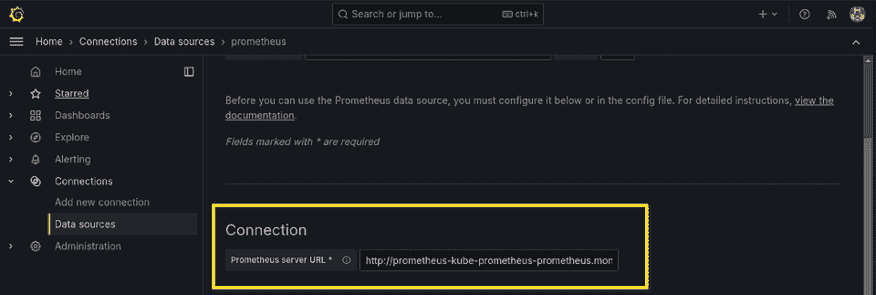 Search or jump to... ctrl+k
Home › Connections › Data sources › prometheus
Home
Starred
Dashboards
Explore
Alerting
Connections
Add new connection
Data sources
Administration
Before you can use the Prometheus data source, you must configure it below or in the config file. For detailed instructions, view the
documentation.
Fields marked with * are required
Connection
Prometheus server URL * http://prometheus-kube-prometheus-prometheus.mon